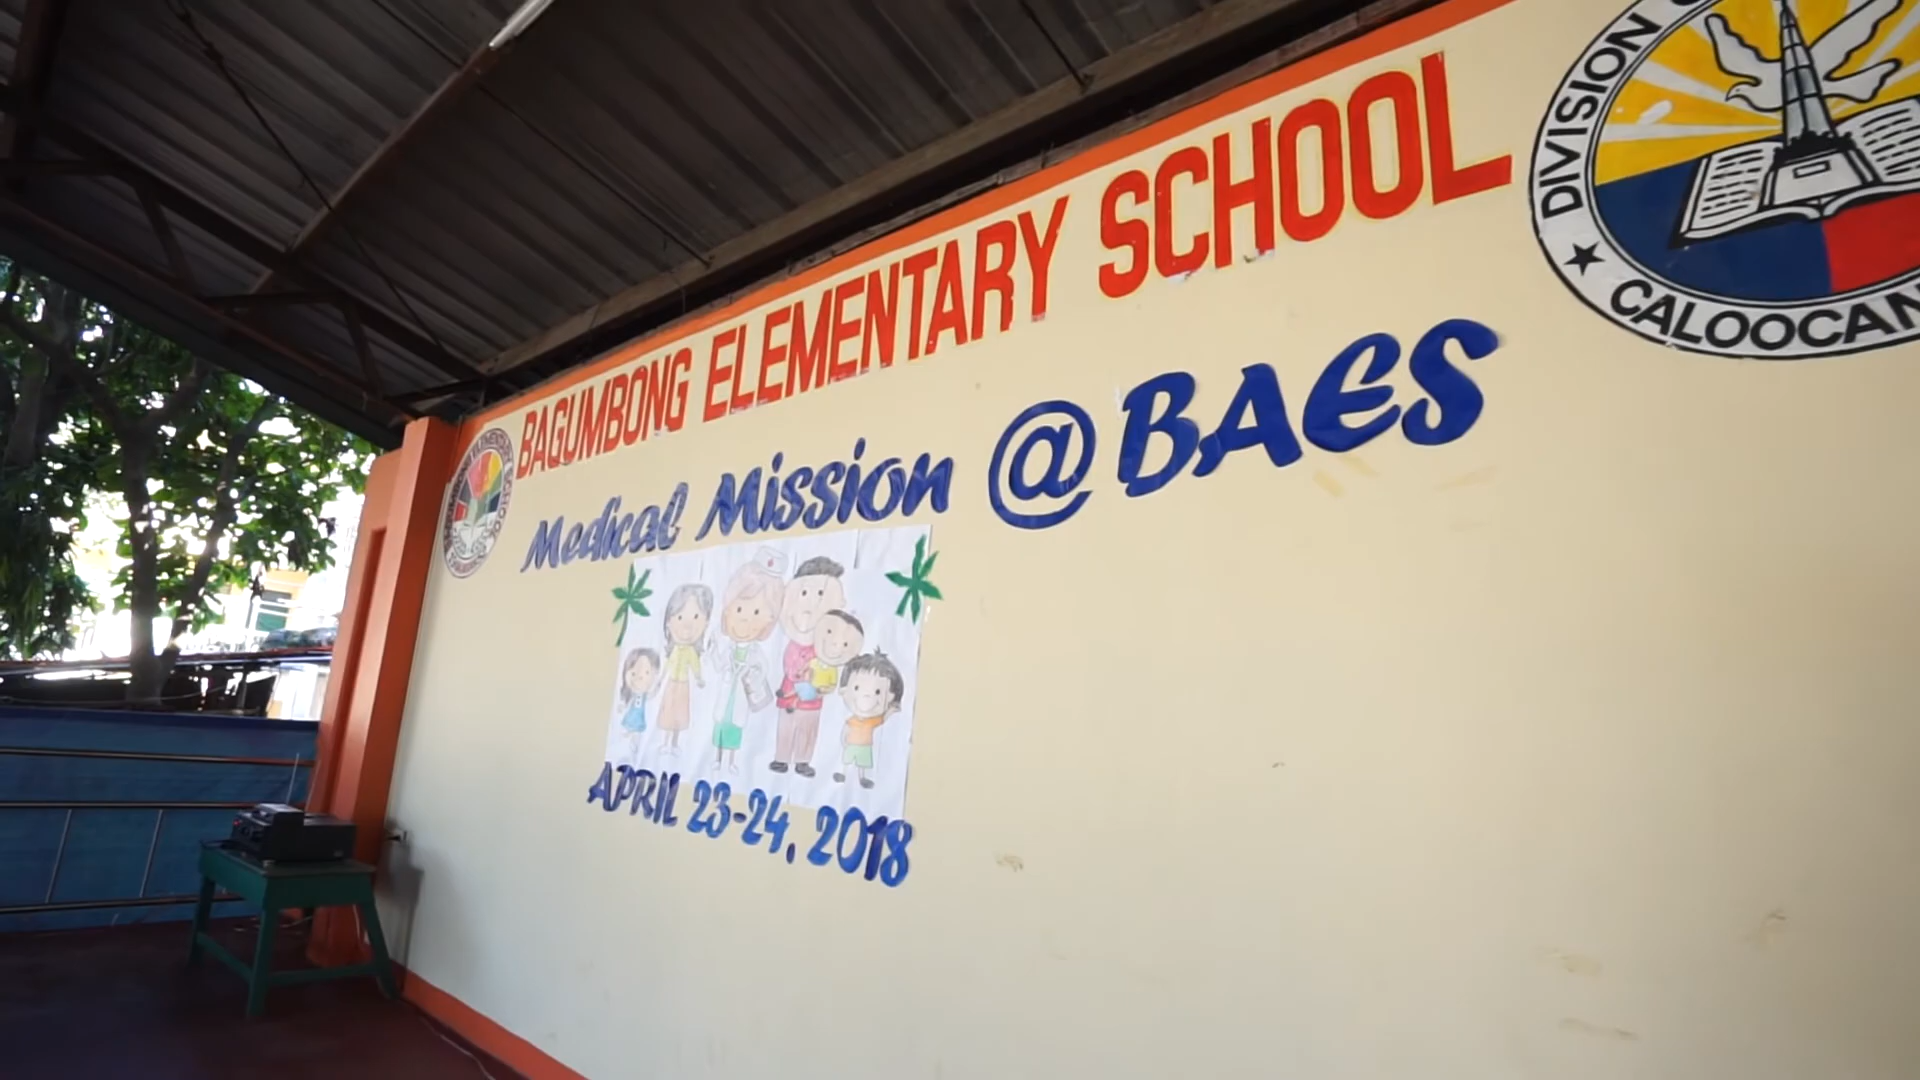 BAGUMBONG ELEMENTARY SCHOOL
Medical Mission @ BAES
APRIL 23-24, 2018
DIVISION
CALOOCAN